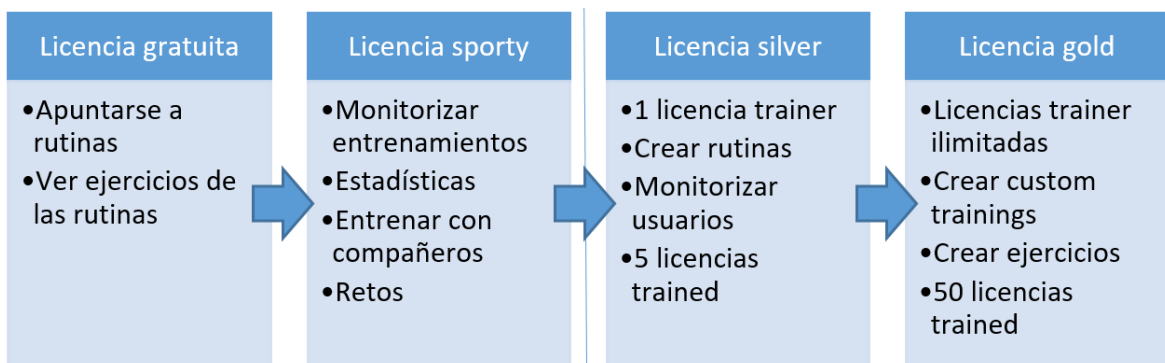 Licencia gratuita
•Apuntarse a
rutinas
•Ver ejercicios de
las rutinas
Licencia sporty
•Monitorizar
entrenamientos
•Estadísticas
•Entrenar con
compañeros
•Retos
Licencia silver
•1 licencia trainer
•Crear rutinas
•Monitorizar
usuarios
•5 licencias
trained
Licencia gold
•Licencias trainer
ilimitadas
•Crear custom
trainings
•Crear ejercicios
•50 licencias
trained